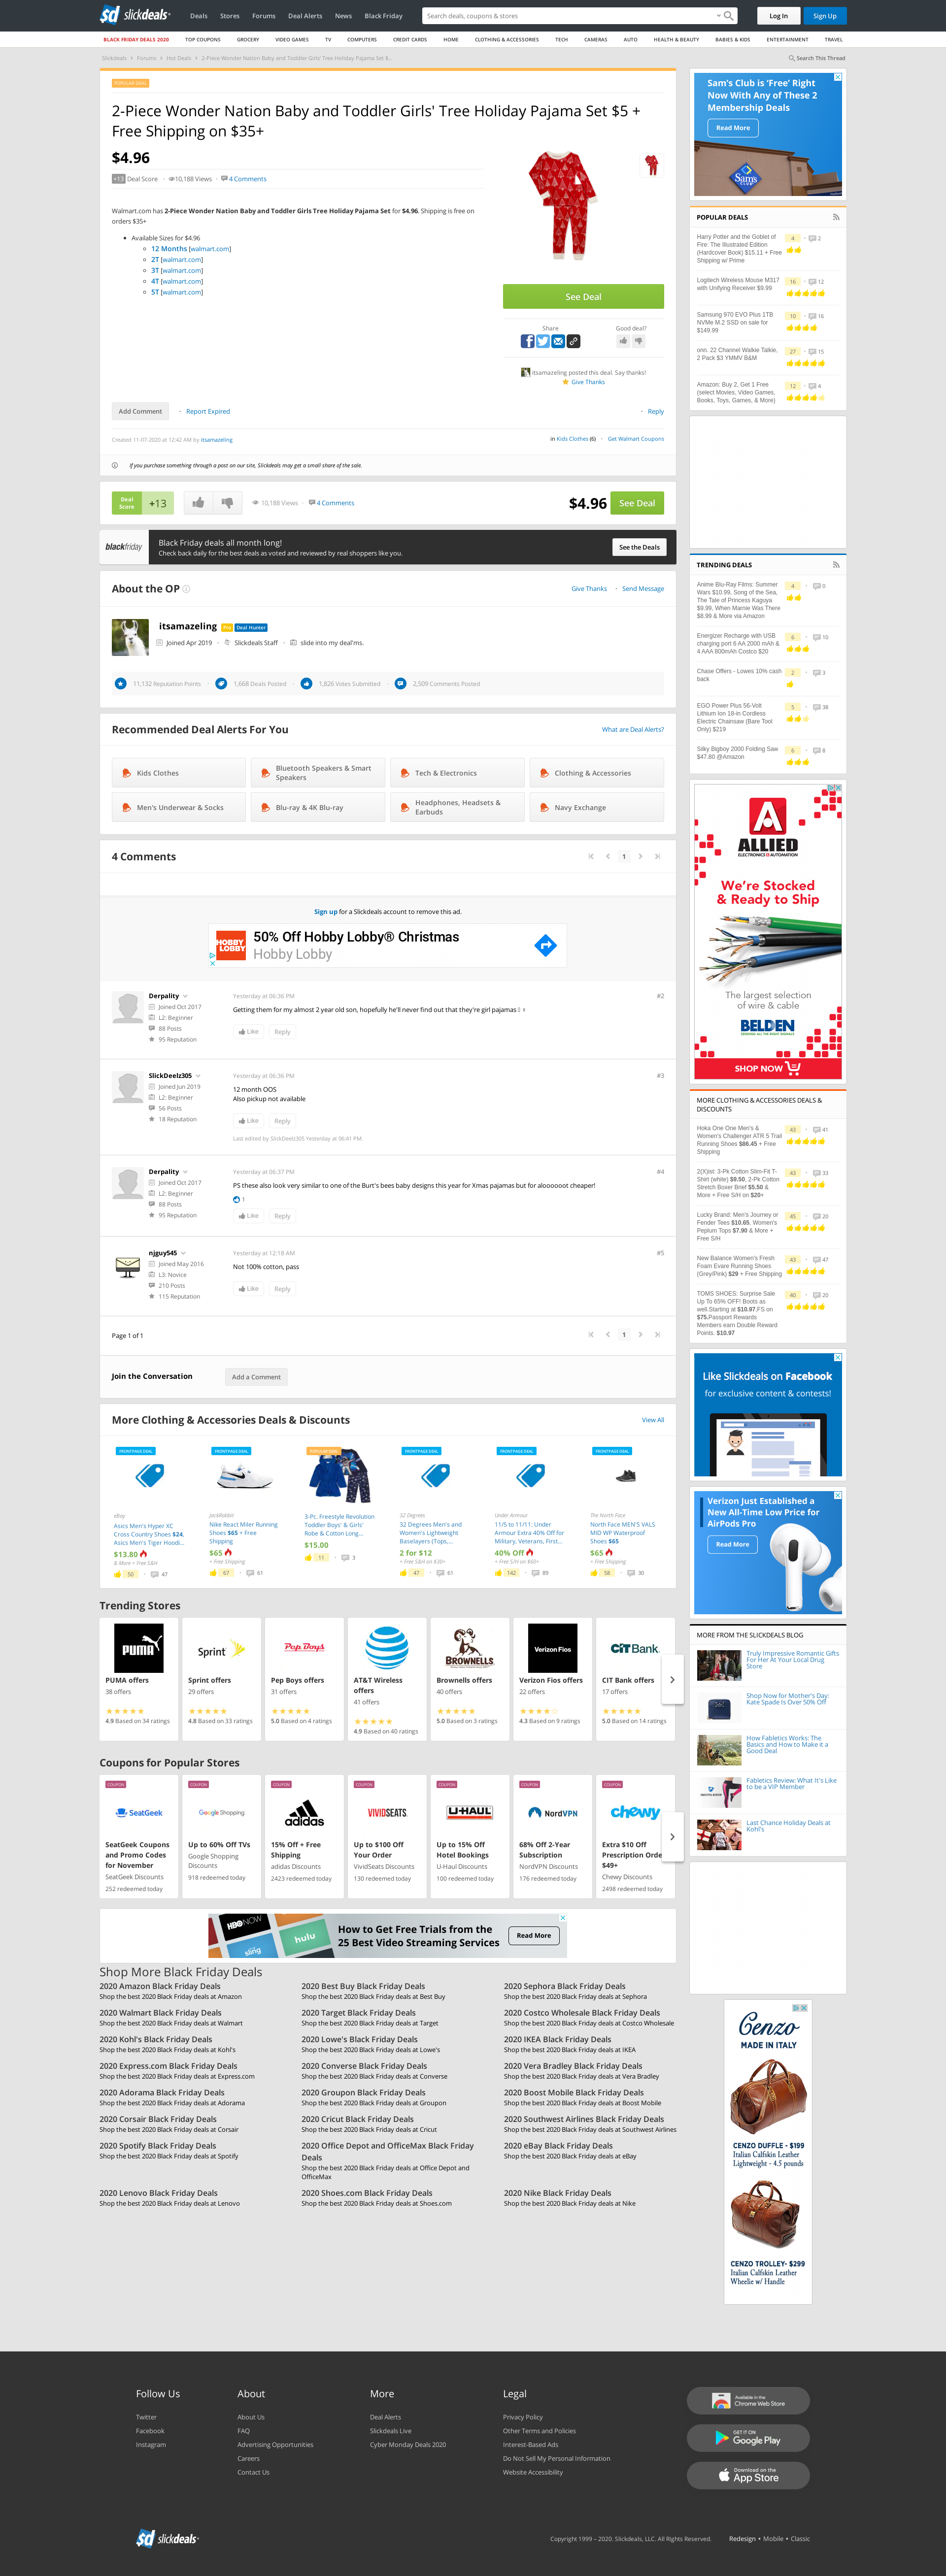 slickdeals
Deals
Stores
Forums
Deal Alerts
News
Black Friday
Search deals, coupons & stores
Log In
Sign Up
BLACK FRIDAY DEALS 2020
TOP COUPONS
GROCERY
VIDEO GAMES
TV
COMPUTERS
CREDIT CARDS
HOME
CLOTHING & ACCESSORIES
TECH
CAMERAS
AUTO
HEALTH & BEAUTY
BABIES & KIDS
ENTERTAINMENT
TRAVEL
Slickdeals
Forums
Hot Deals
2-Piece Wonder Nation Baby and Toddler Girls' Tree Holiday Pajama Set $...
Search This Thread
POPULAR DEAL
2-Piece Wonder Nation Baby and Toddler Girls' Tree Holiday Pajama Set $5 +
Free Shipping on $35+
$4.96
+13 Deal Score
10,188 Views
4 Comments
Walmart.com has 2-Piece Wonder Nation Baby and Toddler Girls Tree Holiday Pajama Set for $4.96. Shipping is free on
orders $35+
Available Sizes for $4.96
12 Months [walmart.com]
2T [walmart.com]
3T [walmart.com]
4T [walmart.com]
5T [walmart.com]
See Deal
Share
Good deal?
itsamazeling posted this deal. Say thanks!
Give Thanks
Add Comment
Report Expired
Reply
Created 11-07-2020 at 12:42 AM by itsamazeling
in Kids Clothes (6)
Get Walmart Coupons
If you purchase something through a post on our site, Slickdeals may get a small share of the sale.
Deal
Score
+13
10,188 Views
4 Comments
$4.96
See Deal
blackfriday
Black Friday deals all month long!
Check back daily for the best deals as voted and reviewed by real shoppers like you.
See the Deals
About the OP
Give Thanks
Send Message
itsamazeling
Pro
Deal Hunter
Joined Apr 2019
Slickdeals Staff
slide into my deal'ms.
11,132 Reputation Points
1,668 Deals Posted
1,826 Votes Submitted
2,509 Comments Posted
Recommended Deal Alerts For You
What are Deal Alerts?
Kids Clothes
Bluetooth Speakers & Smart
Speakers
Tech & Electronics
Clothing & Accessories
Men's Underwear & Socks
Blu-ray & 4K Blu-ray
Headphones, Headsets &
Earbuds
Navy Exchange
4 Comments
1
Sign up for a Slickdeals account to remove this ad.
HOBBY
LOBBY
50% Off Hobby Lobby® Christmas
Hobby Lobby
Derpality
Joined Oct 2017
L2: Beginner
88 Posts
95 Reputation
Yesterday at 06:36 PM
#2
Getting them for my almost 2 year old son, hopefully he'll never find out that they're girl pajamas
Like
Reply
SlickDeelz305
Joined Jun 2019
L2: Beginner
56 Posts
18 Reputation
Yesterday at 06:36 PM
#3
12 month OOS
Also pickup not available
Like
Reply
Last edited by SlickDeelz305 Yesterday at 06:41 PM.
Derpality
Joined Oct 2017
L2: Beginner
88 Posts
95 Reputation
Yesterday at 06:37 PM
#4
PS these also look very similar to one of the Burt's bees baby designs this year for Xmas pajamas but for aloooooot cheaper!
1
Like
Reply
njguy545
Joined May 2016
L3: Novice
210 Posts
115 Reputation
Yesterday at 12:18 AM
#5
Not 100% cotton, pass
Like
Reply
Page 1 of 1
1
Join the Conversation
Add a Comment
More Clothing & Accessories Deals & Discounts
View All
FRONTPAGE DEAL
eBay
Asics Men's Hyper XC
Cross Country Shoes $24,
Asics Men's Tiger Hoodi...
$13.80
& More + Free S&H
50
47
FRONTPAGE DEAL
JackRabbit
Nike React Miler Running
Shoes $65 + Free
Shipping
$65
+ Free Shipping
67
61
POPULAR DEAL
3-Pc. Freestyle Revolution
Toddler Boys' & Girls'
Robe & Cotton Long...
$15.00
11
3
FRONTPAGE DEAL
32 Degrees
32 Degrees Men's and
Women's Lightweight
Baselayers (Tops,...
2 for $12
+ Free S&H on $30+
47
61
FRONTPAGE DEAL
Under Armour
11/5 to 11/11: Under
Armour Extra 40% Off for
Military, Veterans, First...
40% Off
+ Free S/H on $60+
142
89
FRONTPAGE DEAL
The North Face
North Face MEN'S VALS
MID WP Waterproof
Shoes $65
$65
+ Free Shipping
58
30
Trending Stores
PUMA
PUMA offers
38 offers
4.9 Based on 34 ratings
Sprint
Sprint offers
29 offers
4.8 Based on 33 ratings
Pep Boys
Pep Boys offers
31 offers
5.0 Based on 4 ratings
AT&T Wireless
offers
41 offers
4.9 Based on 40 ratings
BROWNELLS
Brownells offers
40 offers
5.0 Based on 3 ratings
Verizon Fios
Verizon Fios offers
22 offers
4.3 Based on 9 ratings
CIT Bank
CIT Bank offers
17 offers
5.0 Based on 14 ratings
Coupons for Popular Stores
COUPON
SeatGeek
SeatGeek Coupons
and Promo Codes
for November
SeatGeek Discounts
252 redeemed today
COUPON
Google Shopping
Up to 60% Off TVs
Google Shopping
Discounts
918 redeemed today
COUPON
adidas
15% Off + Free
Shipping
adidas Discounts
2423 redeemed today
COUPON
VIVIDSEATS
Up to $100 Off
Your Order
VividSeats Discounts
130 redeemed today
COUPON
U-HAUL
Up to 15% Off
Hotel Bookings
U-Haul Discounts
100 redeemed today
COUPON
NordVPN
68% Off 2-Year
Subscription
NordVPN Discounts
176 redeemed today
COUPON
chewy
Extra $10 Off
Prescription Orde
$49+
Chewy Discounts
2498 redeemed today
HBO NOW
sling
hulu
How to Get Free Trials from the
25 Best Video Streaming Services
Read More
Shop More Black Friday Deals
2020 Amazon Black Friday Deals
Shop the best 2020 Black Friday deals at Amazon
2020 Best Buy Black Friday Deals
Shop the best 2020 Black Friday deals at Best Buy
2020 Sephora Black Friday Deals
Shop the best 2020 Black Friday deals at Sephora
2020 Walmart Black Friday Deals
Shop the best 2020 Black Friday deals at Walmart
2020 Target Black Friday Deals
Shop the best 2020 Black Friday deals at Target
2020 Costco Wholesale Black Friday Deals
Shop the best 2020 Black Friday deals at Costco Wholesale
2020 Kohl's Black Friday Deals
Shop the best 2020 Black Friday deals at Kohl's
2020 Lowe's Black Friday Deals
Shop the best 2020 Black Friday deals at Lowe's
2020 IKEA Black Friday Deals
Shop the best 2020 Black Friday deals at IKEA
2020 Express.com Black Friday Deals
Shop the best 2020 Black Friday deals at Express.com
2020 Converse Black Friday Deals
Shop the best 2020 Black Friday deals at Converse
2020 Vera Bradley Black Friday Deals
Shop the best 2020 Black Friday deals at Vera Bradley
2020 Adorama Black Friday Deals
Shop the best 2020 Black Friday deals at Adorama
2020 Groupon Black Friday Deals
Shop the best 2020 Black Friday deals at Groupon
2020 Boost Mobile Black Friday Deals
Shop the best 2020 Black Friday deals at Boost Mobile
2020 Corsair Black Friday Deals
Shop the best 2020 Black Friday deals at Corsair
2020 Cricut Black Friday Deals
Shop the best 2020 Black Friday deals at Cricut
2020 Southwest Airlines Black Friday Deals
Shop the best 2020 Black Friday deals at Southwest Airlines
2020 Spotify Black Friday Deals
Shop the best 2020 Black Friday deals at Spotify
2020 Office Depot and OfficeMax Black Friday
Deals
Shop the best 2020 Black Friday deals at Office Depot and
OfficeMax
2020 eBay Black Friday Deals
Shop the best 2020 Black Friday deals at eBay
2020 Lenovo Black Friday Deals
Shop the best 2020 Black Friday deals at Lenovo
2020 Shoes.com Black Friday Deals
Shop the best 2020 Black Friday deals at Shoes.com
2020 Nike Black Friday Deals
Shop the best 2020 Black Friday deals at Nike
Sam's Club is 'Free' Right
Now With Any of These 2
Membership Deals
Read More
Sams
POPULAR DEALS
Harry Potter and the Goblet of
Fire: The Illustrated Edition
(Hardcover Book) $15.11 + Free
Shipping w/ Prime
4
2
Logitech Wireless Mouse M317
with Unifying Receiver $9.99
16
12
Samsung 970 EVO Plus 1TB
NVMe M.2 SSD on sale for
$149.99
10
16
onn. 22 Channel Walkie Talkie,
2 Pack $3 YMMV B&M
27
15
Amazon: Buy 2, Get 1 Free
(select Movies, Video Games,
Books, Toys, Games, & More)
12
4
TRENDING DEALS
Anime Blu-Ray Films: Summer
Wars $10.99, Song of the Sea,
The Tale of Princess Kaguya
$9.99, When Marnie Was There
$8.99 & More via Amazon
4
0
Energizer Recharge with USB
charging port 6 AA 2000 mAh &
4 AAA 800mAh Costco $20
6
10
Chase Offers - Lowes 10% cash
back
2
3
EGO Power Plus 56-Volt
Lithium Ion 18-in Cordless
Electric Chainsaw (Bare Tool
Only) $219
5
38
Silky Bigboy 2000 Folding Saw
$47.80 @Amazon
6
8
ALLIED
ELECTRONICS & AUTOMATION
We're Stocked
& Ready to Ship
The largest selection
of wire & cable
BELDEN
SENDING ALL THE RIGHT SIGNALS
SHOP NOW
MORE CLOTHING & ACCESSORIES DEALS &
DISCOUNTS
Hoka One One Men's &
Women's Challenger ATR 5 Trail
Running Shoes $86.45 + Free
Shipping
43
41
2(X)ist: 3-Pk Cotton Slim-Fit T-
Shirt (white) $9.50, 2-Pk Cotton
Stretch Boxer Brief $5.50 &
More + Free S/H on $20+
43
33
Lucky Brand: Men's Journey or
Fender Tees $10.65, Women's
Peplum Tops $7.90 & More +
Free S/H
45
20
New Balance Women's Fresh
Foam Evare Running Shoes
(Grey/Pink) $29 + Free Shipping
43
47
TOMS SHOES: Surprise Sale
Up To 65% OFF! Boots as
well.Starting at $10.97.FS on
$75.Passport Rewards
Members earn Double Reward
Points. $10.97
40
20
Like Slickdeals on Facebook
for exclusive content & contests!
Verizon Just Established a
New All-Time Low Price for
AirPods Pro
Read More
MORE FROM THE SLICKDEALS BLOG
Truly Impressive Romantic Gifts
For Her At Your Local Drug
Store
Shop Now for Mother's Day:
Kate Spade Is Over 50% Off
How Fabletics Works: The
Basics and How to Make it a
Good Deal
Fabletics Review: What It's Like
to be a VIP Member
Last Chance Holiday Deals at
Kohl's
Cenzo
MADE IN ITALY
CENZO DUFFLE - $199
Italian Calfskin Leather
Lightweight - 4.5 pounds
CENZO TROLLEY- $299
Italian Calfskin Leather
Wheelie w/ Handle
Follow Us
Twitter
Facebook
Instagram
About
About Us
FAQ
Advertising Opportunities
Careers
Contact Us
More
Deal Alerts
Slickdeals Live
Cyber Monday Deals 2020
Legal
Privacy Policy
Other Terms and Policies
Interest-Based Ads
Do Not Sell My Personal Information
Website Accessibility
Available in the
Chrome Web Store
GET IT ON
Google Play
Download on the
App Store
slickdeals
Copyright 1999 - 2020. Slickdeals, LLC. All Rights Reserved.
Redesign • Mobile • Classic